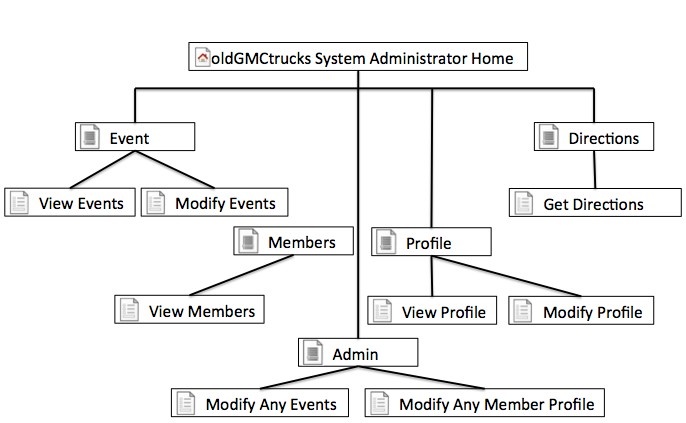 oldGMCtrucks System Administrator Home
Event
Directions
View Events
Modify Events
Get Directions
Members
Profile
View Members
View Profile
Modify Profile
Admin
Modify Any Events
Modify Any Member Profile